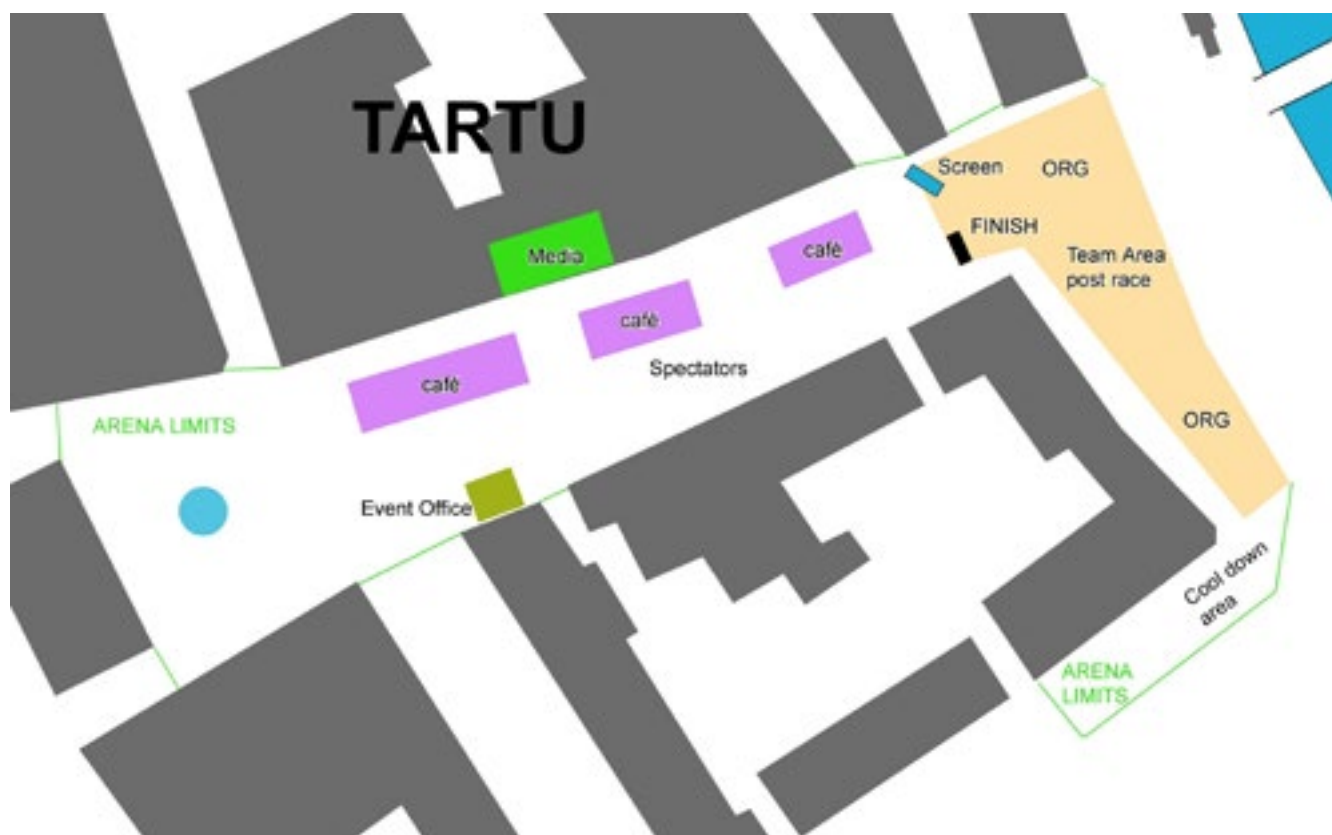 TARTU
Screen
ORG
FINISH
Media
café
Team Area
post race
café
Spectators
café
ARENA LIMITS
ORG
Event Office
Cool down
area
ARENA
LIMITS